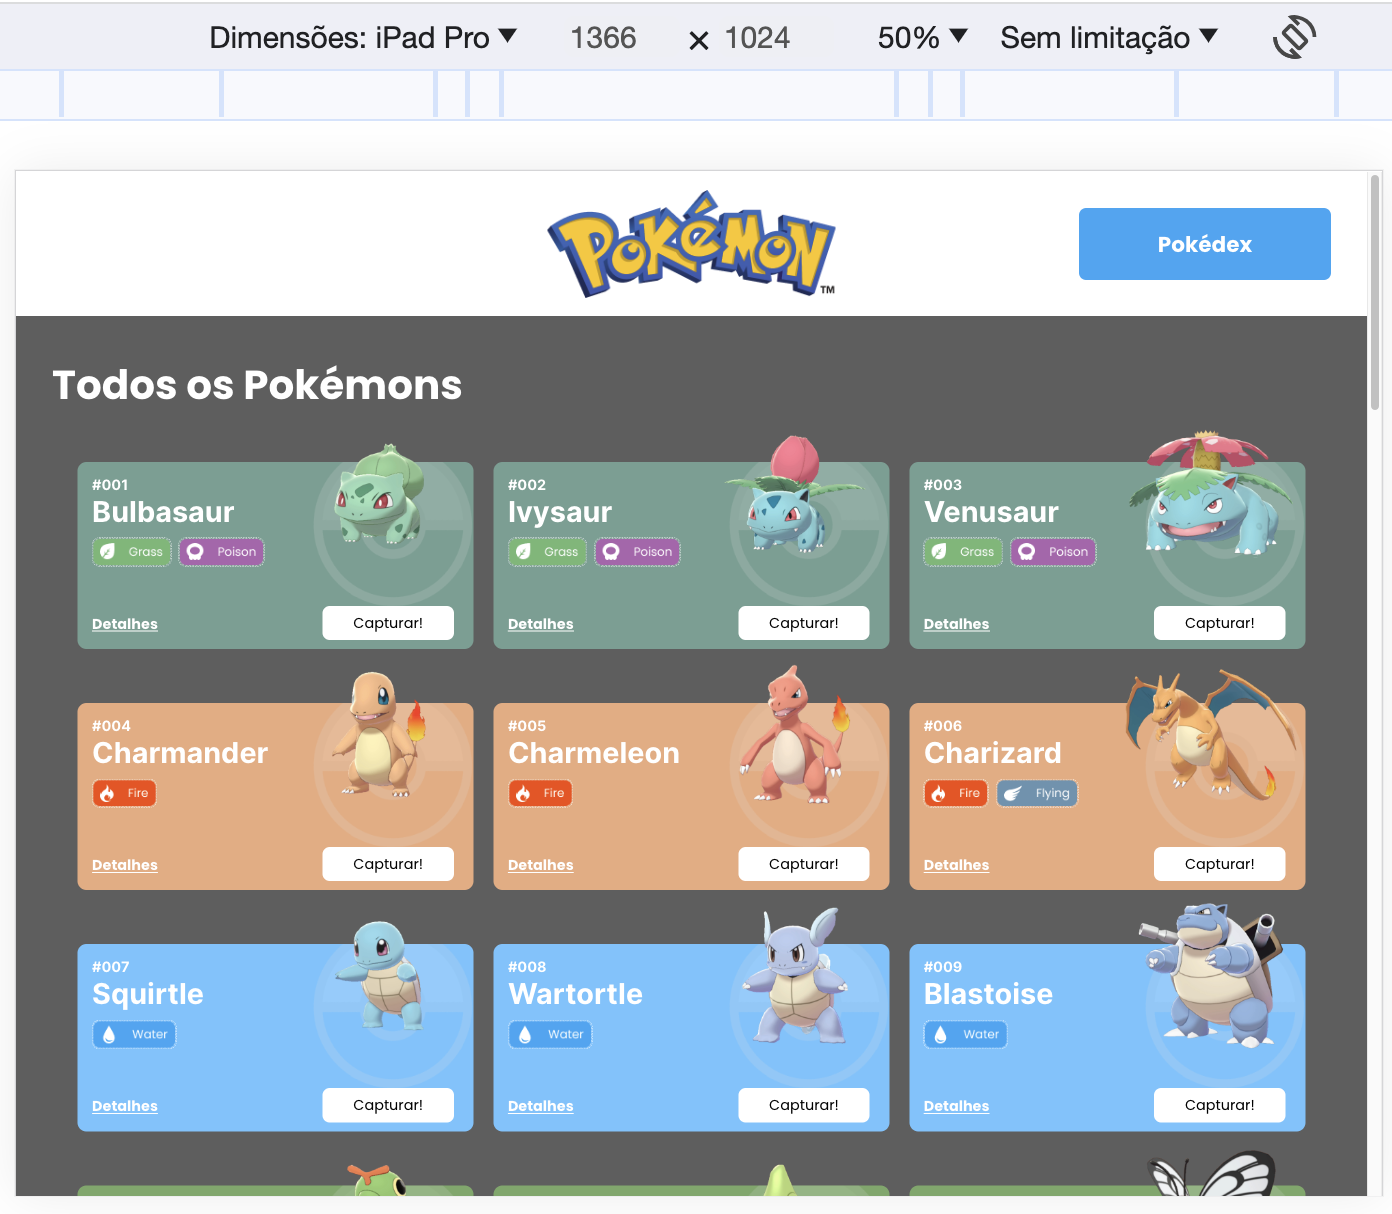 Dimensões: iPad Pro ▼ 1366 × 1024 50% ▼ Sem limitação ▼
POKéMON ™
Pokédex
Todos os Pokémons
#001
Bulbasaur
Grass Poison
Detalhes Capturar!
#002
Ivysaur
Grass Poison
Detalhes Capturar!
#003
Venusaur
Grass Poison
Detalhes Capturar!
#004
Charmander
Fire
Detalhes Capturar!
#005
Charmeleon
Fire
Detalhes Capturar!
#006
Charizard
Fire Flying
Detalhes Capturar!
#007
Squirtle
Water
Detalhes Capturar!
#008
Wartortle
Water
Detalhes Capturar!
#009
Blastoise
Water
Detalhes Capturar!